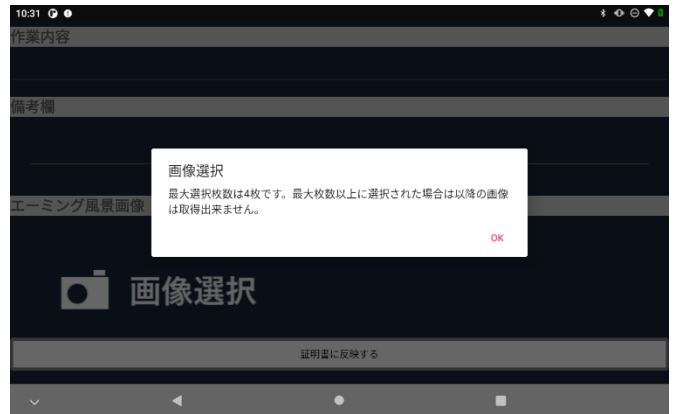 10:31
作業内容
備考欄
画像選択
最大選択枚数は4枚です。最大枚数以上に選択された場合は以降の画像
は取得出来ません。
OK
エーミング風景画像
画像選択
証明書に反映する